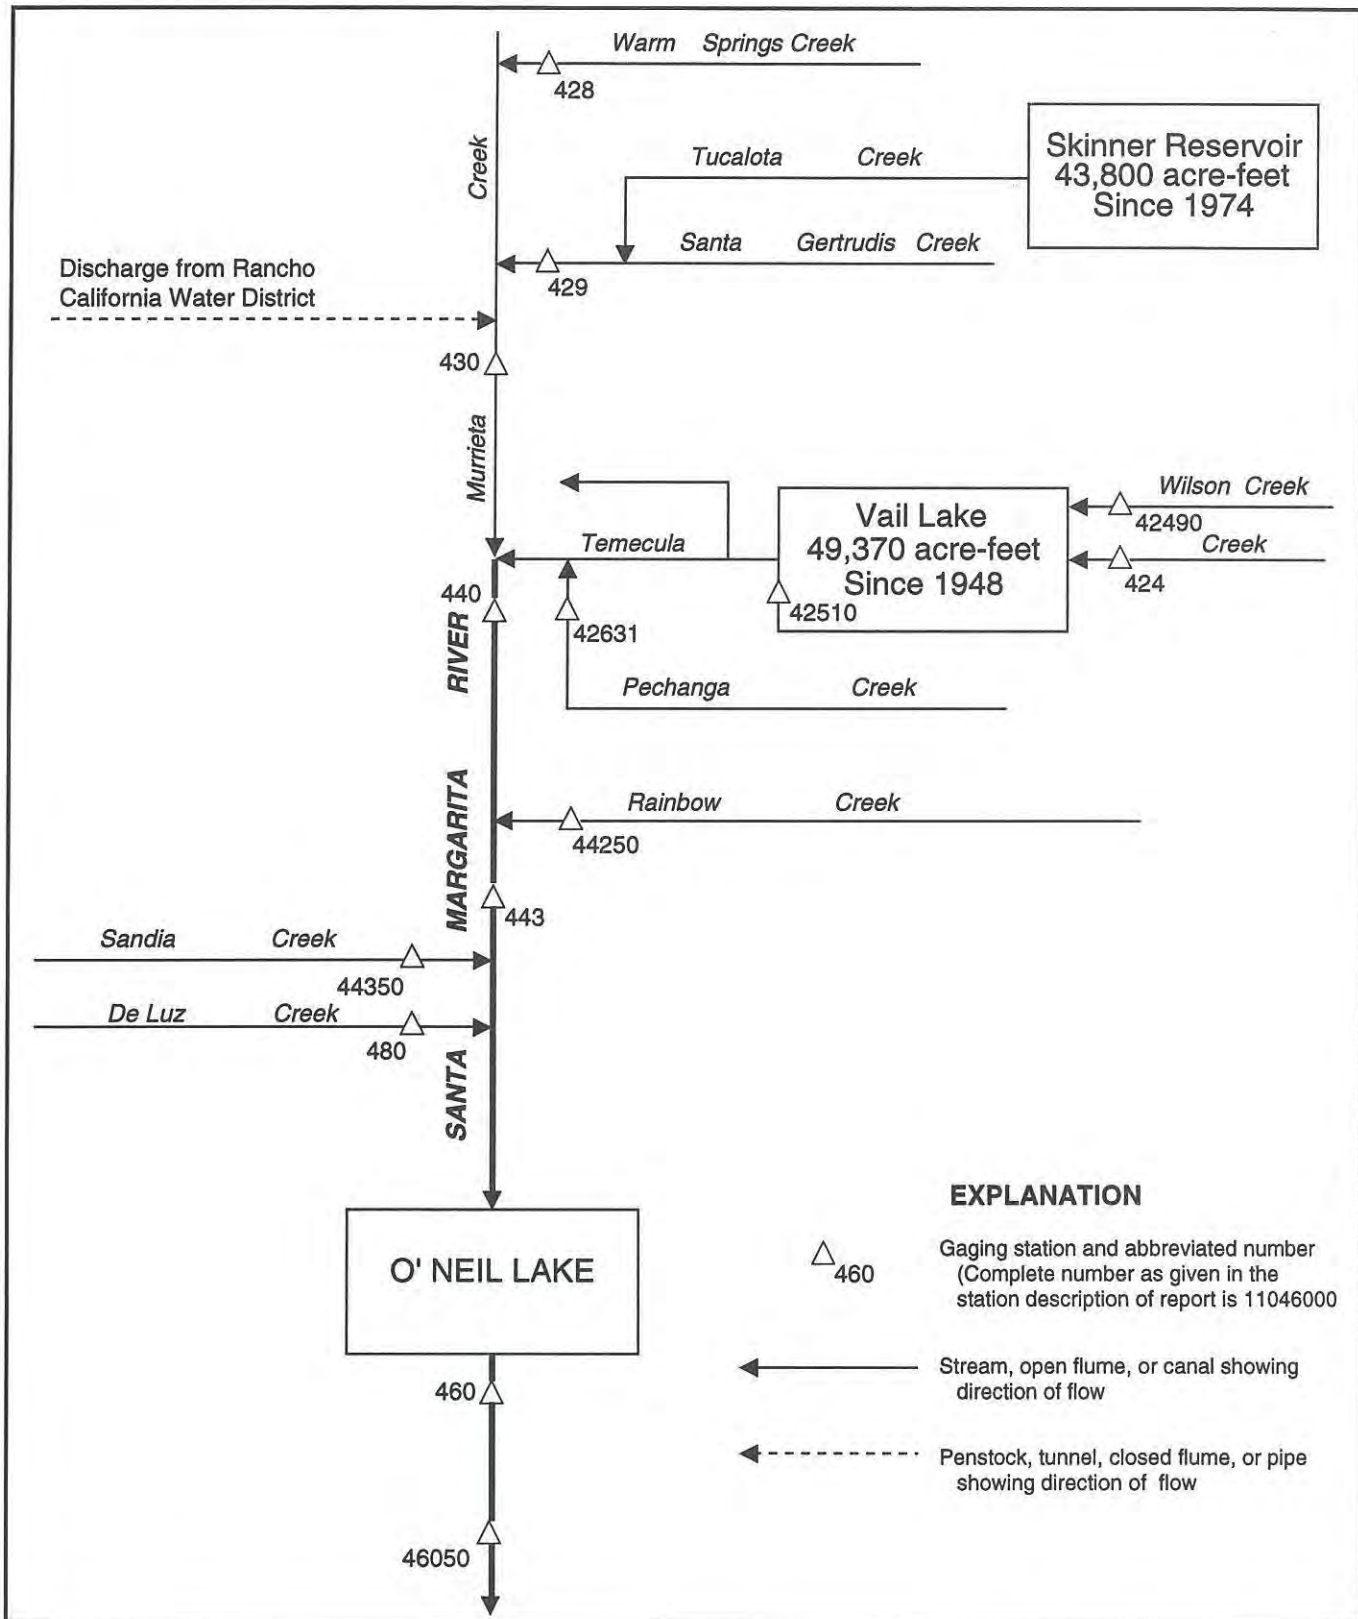 Warm Springs Creek
428
Creek
Tucalota Creek
Skinner Reservoir
43,800 acre-feet
Since 1974
Santa Gertrudis Creek
429
Discharge from Rancho
California Water District
430
Murrieta
Vail Lake
49,370 acre-feet
Since 1948
Wilson Creek
42490
Creek
424
Temecula
42510
440
42631
RIVER
Pechanga Creek
MARGARITA
Rainbow Creek
44250
443
Sandia Creek
44350
De Luz Creek
480
SANTA
O' NEIL LAKE
460
46050
EXPLANATION
460
Gaging station and abbreviated number
(Complete number as given in the
station description of report is 11046000
Stream, open flume, or canal showing
direction of flow
Penstock, tunnel, closed flume, or pipe
showing direction of flow